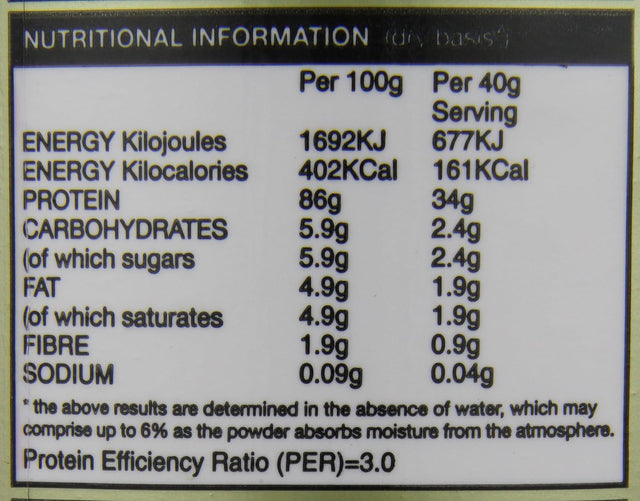 NUTRITIONAL INFORMATION (dry basis*)
Per 100g Per 40g
Serving
ENERGY Kilojoules 1692KJ 677KJ
ENERGY Kilocalories 402KCal 161KCal
PROTEIN 86g 34g
CARBOHYDRATES 5.9g 2.4g
(of which sugars 5.9g 2.4g
FAT 4.9g 1.9g
(of which saturates 4.9g 1.9g
FIBRE 1.9g 0.9g
SODIUM 0.09g 0.04g
* the above results are determined in the absence of water, which may
comprise up to 6% as the powder absorbs moisture from the atmosphere.
Protein Efficiency Ratio (PER)=3.0